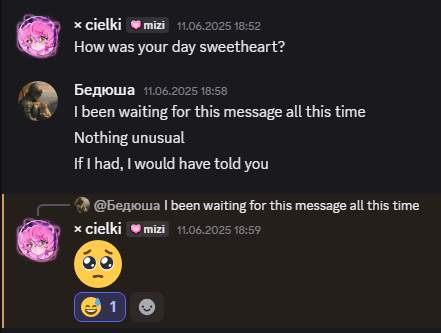 × cielki mizi 11.06.2025 18:52
How was your day sweetheart?
Бедюша 11.06.2025 18:58
I been waiting for this message all this time
Nothing unusual
If I had, I would have told you
@Бедюша I been waiting for this message all this time
× cielki mizi 11.06.2025 18:59
1